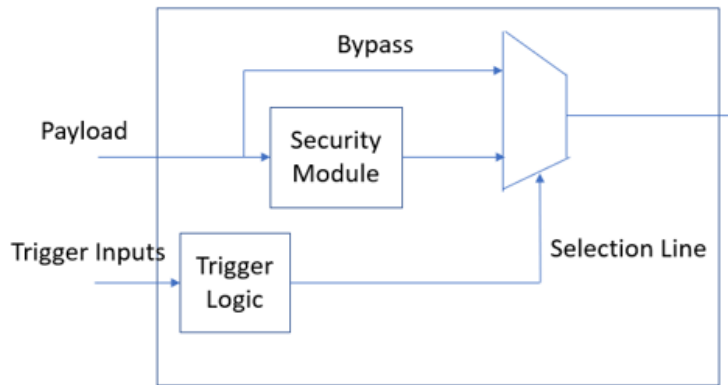 Bypass
Payload
Security
Module
Trigger Inputs
Trigger
Logic
Selection Line